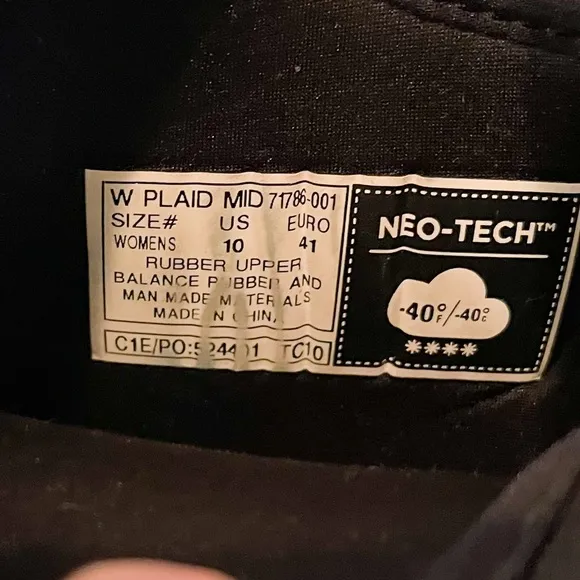 W PLAID MID 71786-001
SIZE# US EURO
WOMENS 10 41
RUBBER UPPER
BALANCE RUBBER AND
MAN MADE MATERIALS
MADE IN CHINA
C1E/PO: TC10
NEO-TECH™
-40°F/-40°C
****